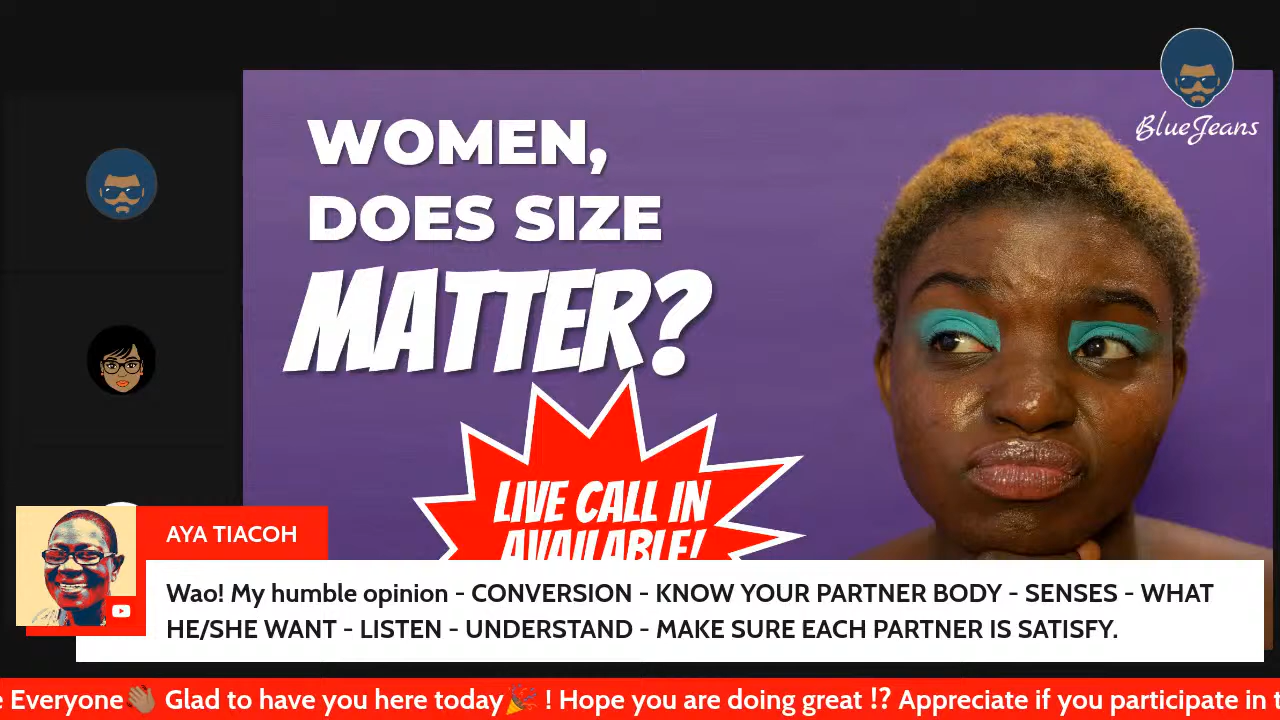 BlueJeans
WOMEN,
DOES SIZE
MATTER?
LIVE CALL IN
AVAILABLE!
AYA TIACOH
Wao! My humble opinion - CONVERSION - KNOW YOUR PARTNER BODY - SENSES - WHAT
HE/SHE WANT - LISTEN - UNDERSTAND - MAKE SURE EACH PARTNER IS SATISFY.
e Everyone👋🏽 Glad to have you here today🎉 ! Hope you are doing great !? Appreciate if you participate in t